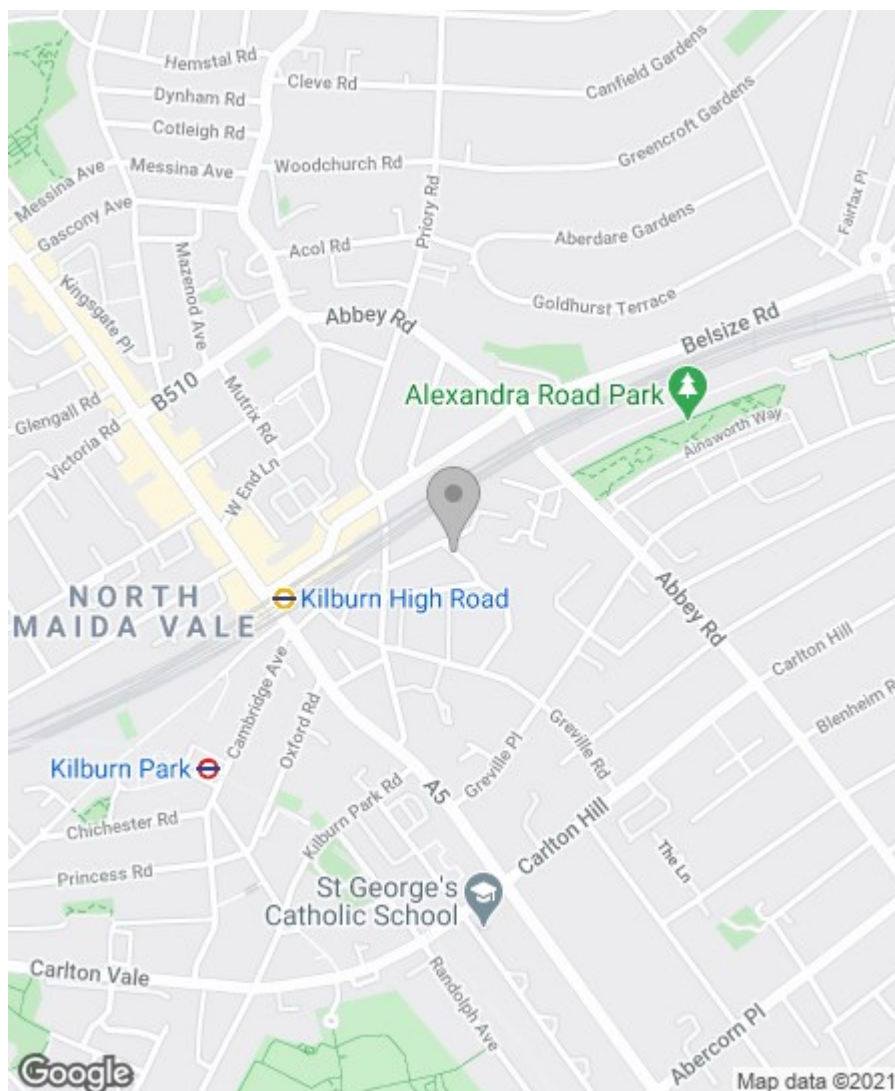 Hemstal Rd
Cleve Rd
Canfield Gardens
Dynham Rd
Cotleigh Rd
Greencroft Gardens
Messina Ave
Messina Ave
Woodchurch Rd
Gascony Ave
Priory Rd
Fairfax Pl
Aberdare Gardens
Acol Rd
Mazenod Ave
Kingsgate Pl
Goldhurst Terrace
Abbey Rd
Belsize Rd
B510
Alexandra Road Park
Glengall Rd
Mutrix Rd
Victoria Rd
Ainsworth Way
W End Ln
NORTH
MAIDA VALE
Kilburn High Road
Abbey Rd
Carlton Hill
Cambridge Ave
Oxford Rd
Blenheim R
Greville Pl
Greville Rd
Kilburn Park
A5
Kilburn Park Rd
Chichester Rd
Carlton Hill
The Ln
Princess Rd
St George's
Catholic School
Carlton Vale
Randolph Ave
Abercorn Pl
Google
Map data ©2021